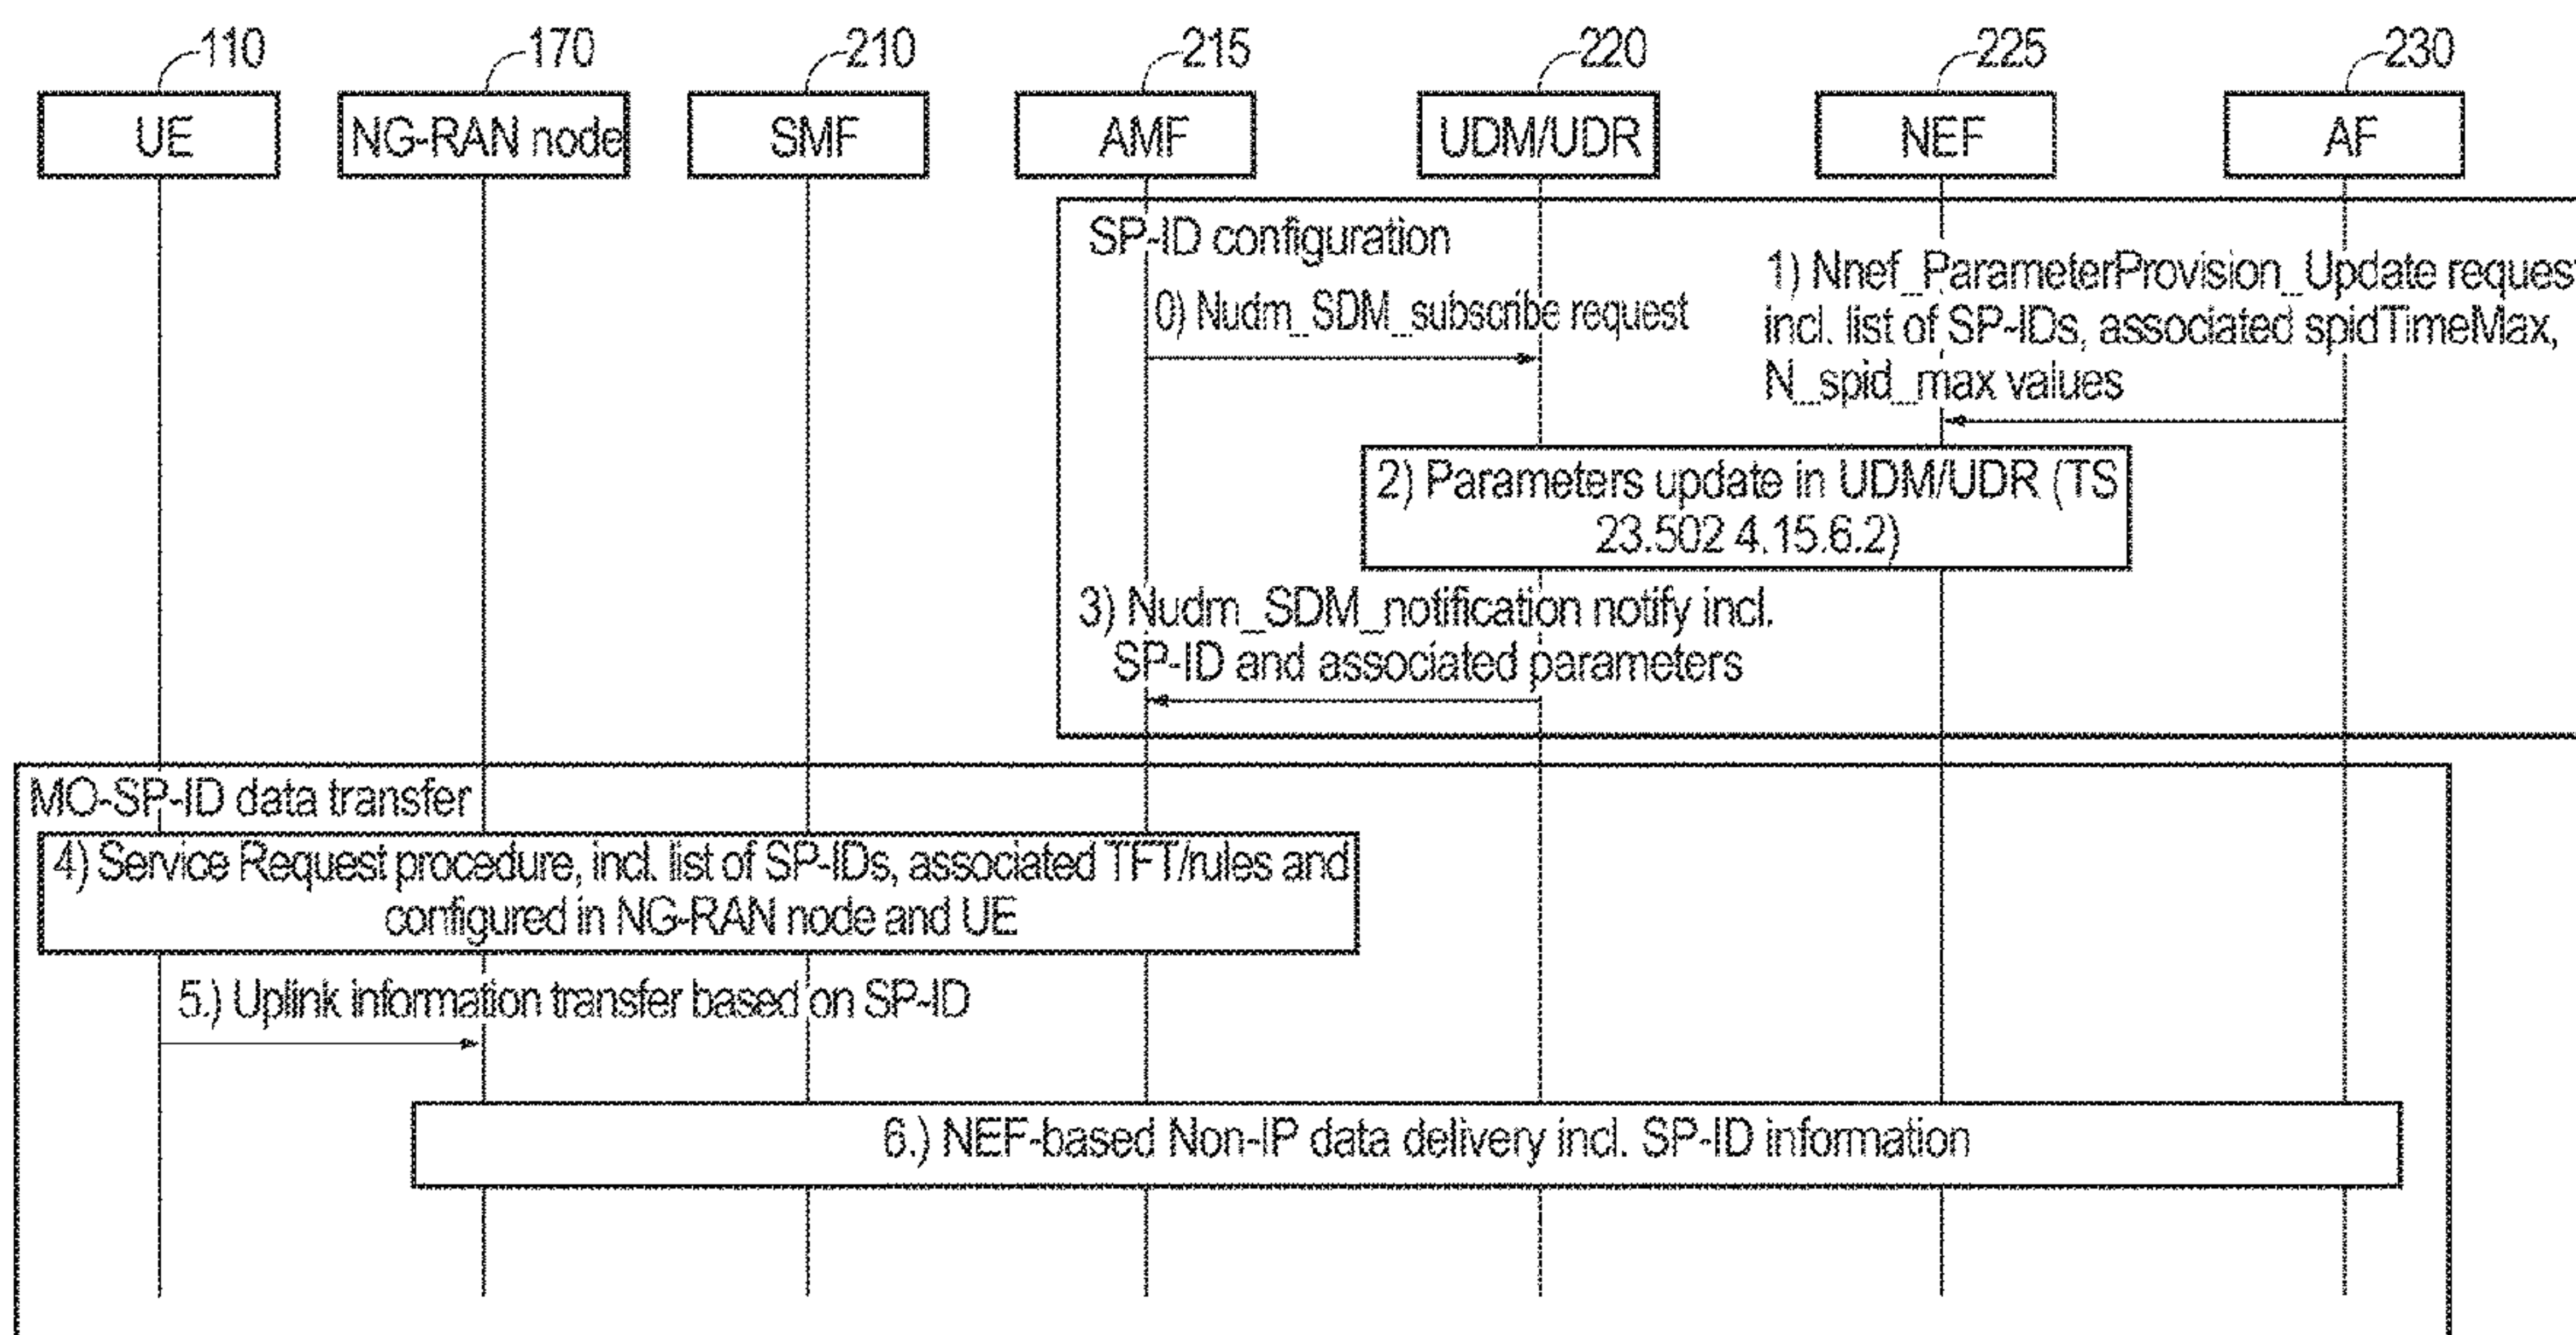 110
170
210
215
220
225
230
UE
NG-RAN node
SMF
AMF
UDM/UDR
NEF
AF
SP-ID configuration
0) Nudm_SDM_subscribe request
1) Nnef_ParameterProvision_Update request
incl. list of SP-IDs, associated spidTimeMax,
N_spid_max values
2) Parameters update in UDM/UDR (TS
23.502 4.15.6.2)
3) Nudm_SDM_notification notify incl.
SP-ID and associated parameters
MO-SP-ID data transfer
4) Service Request procedure, incl. list of SP-IDs, associated TFT/rules and
configured in NG-RAN node and UE
5.) Uplink information transfer based on SP-ID
6.) NEF-based Non-IP data delivery incl. SP-ID information